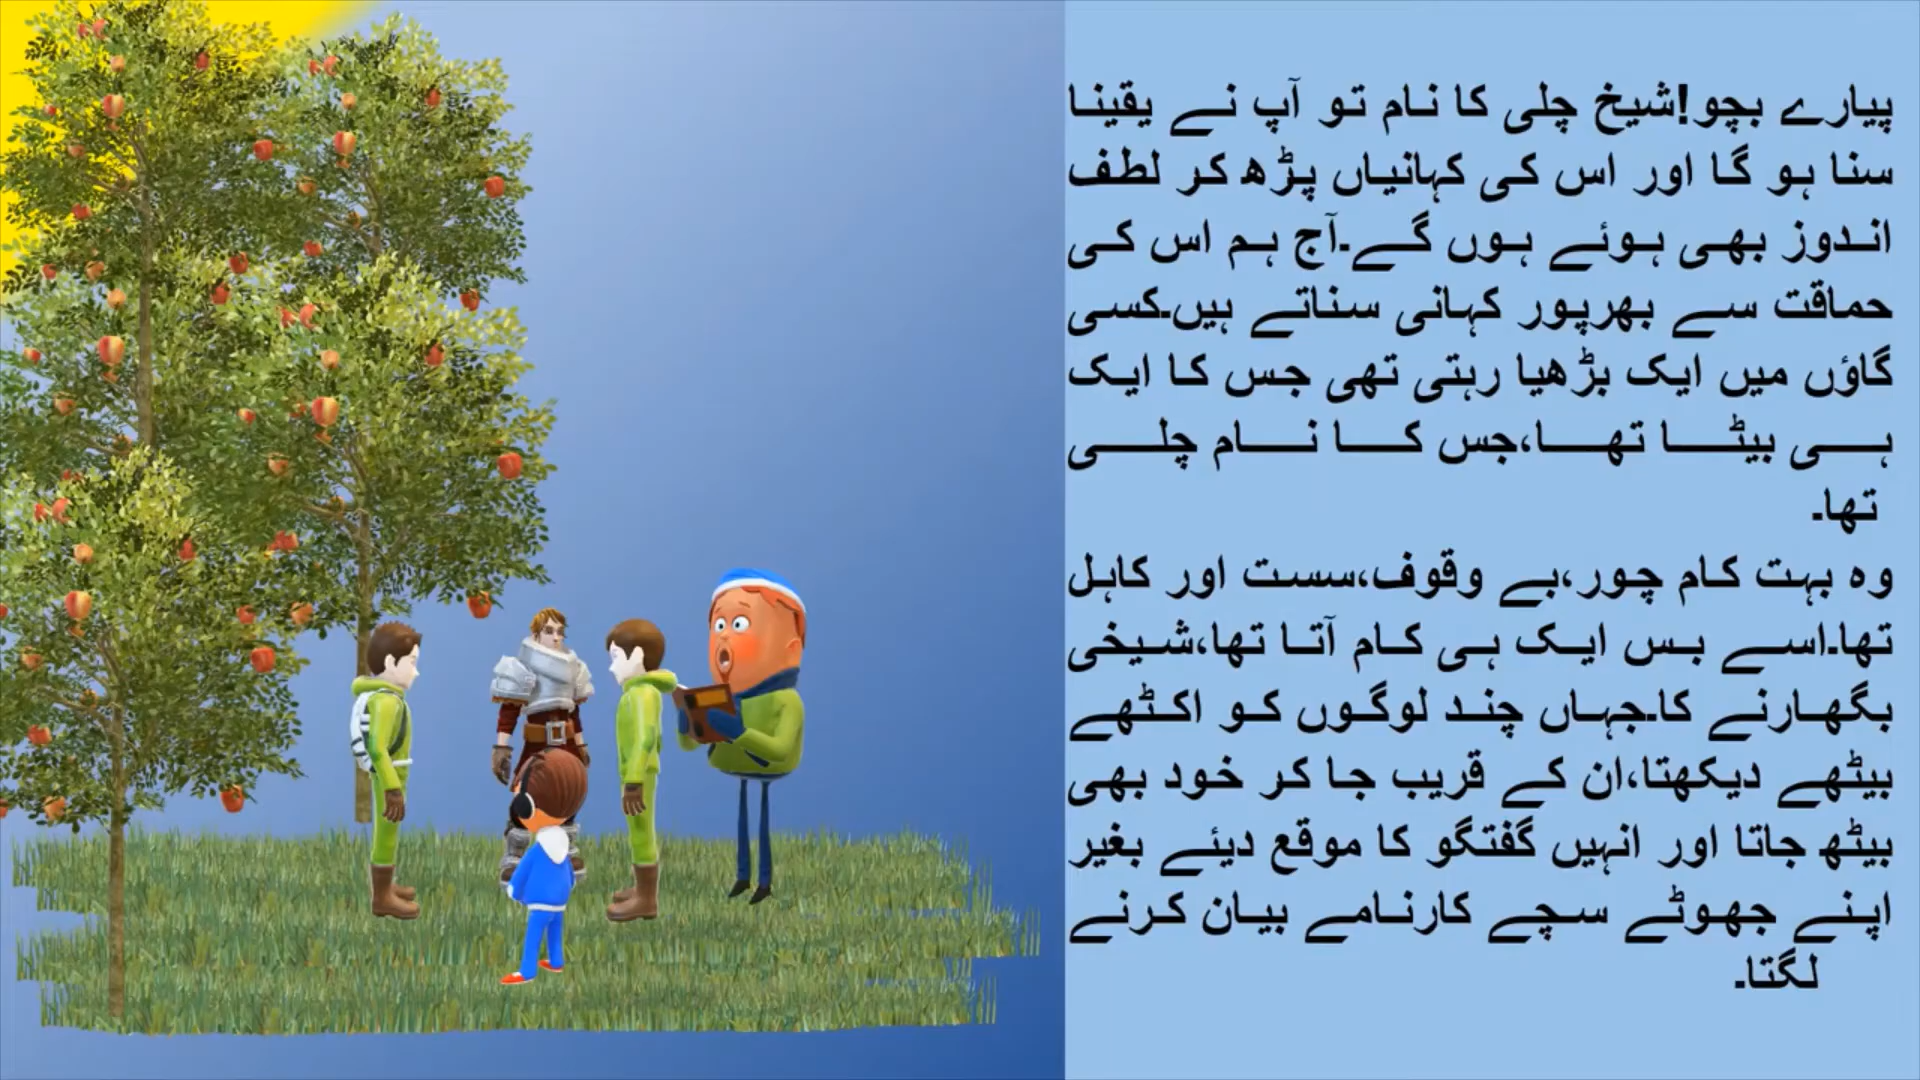 پیارے بچو!شیخ چلی کا نام تو آپ نے یقینا
سنا ہو گا اور اس کی کہانیاں پڑھ کر لطف
اندوز بھی ہوئے ہوں گے۔آج ہم اس کی
حماقت سے بھرپور کہانی سناتے ہیں۔کسی
گاؤں میں ایک بڑھیا رہتی تھی جس کا ایک
ہی بیٹا تھا،جس کا نام چلی
تھا۔
وہ بہت کام چور،بے وقوف،سست اور کاہل
تھا۔اسے بس ایک ہی کام آتا تھا،شیخی
بگھارنے کا۔جہاں چند لوگوں کو اکٹھے
بیٹھے دیکھتا،ان کے قریب جا کر خود بھی
بیٹھ جاتا اور انہیں گفتگو کا موقع دیئے بغیر
اپنے جھوٹے سچے کارنامے بیان کرنے
لگتا۔